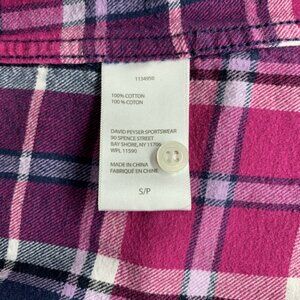 1134950
100% COTTON
100% COTON
DAVID PEYSER SPORTSWEAR
90 SPENCE STREET
BAY SHORE, NY 11706
WPL 11590
MADE IN CHINA
FABRIQUÉ EN CHINE
S/P